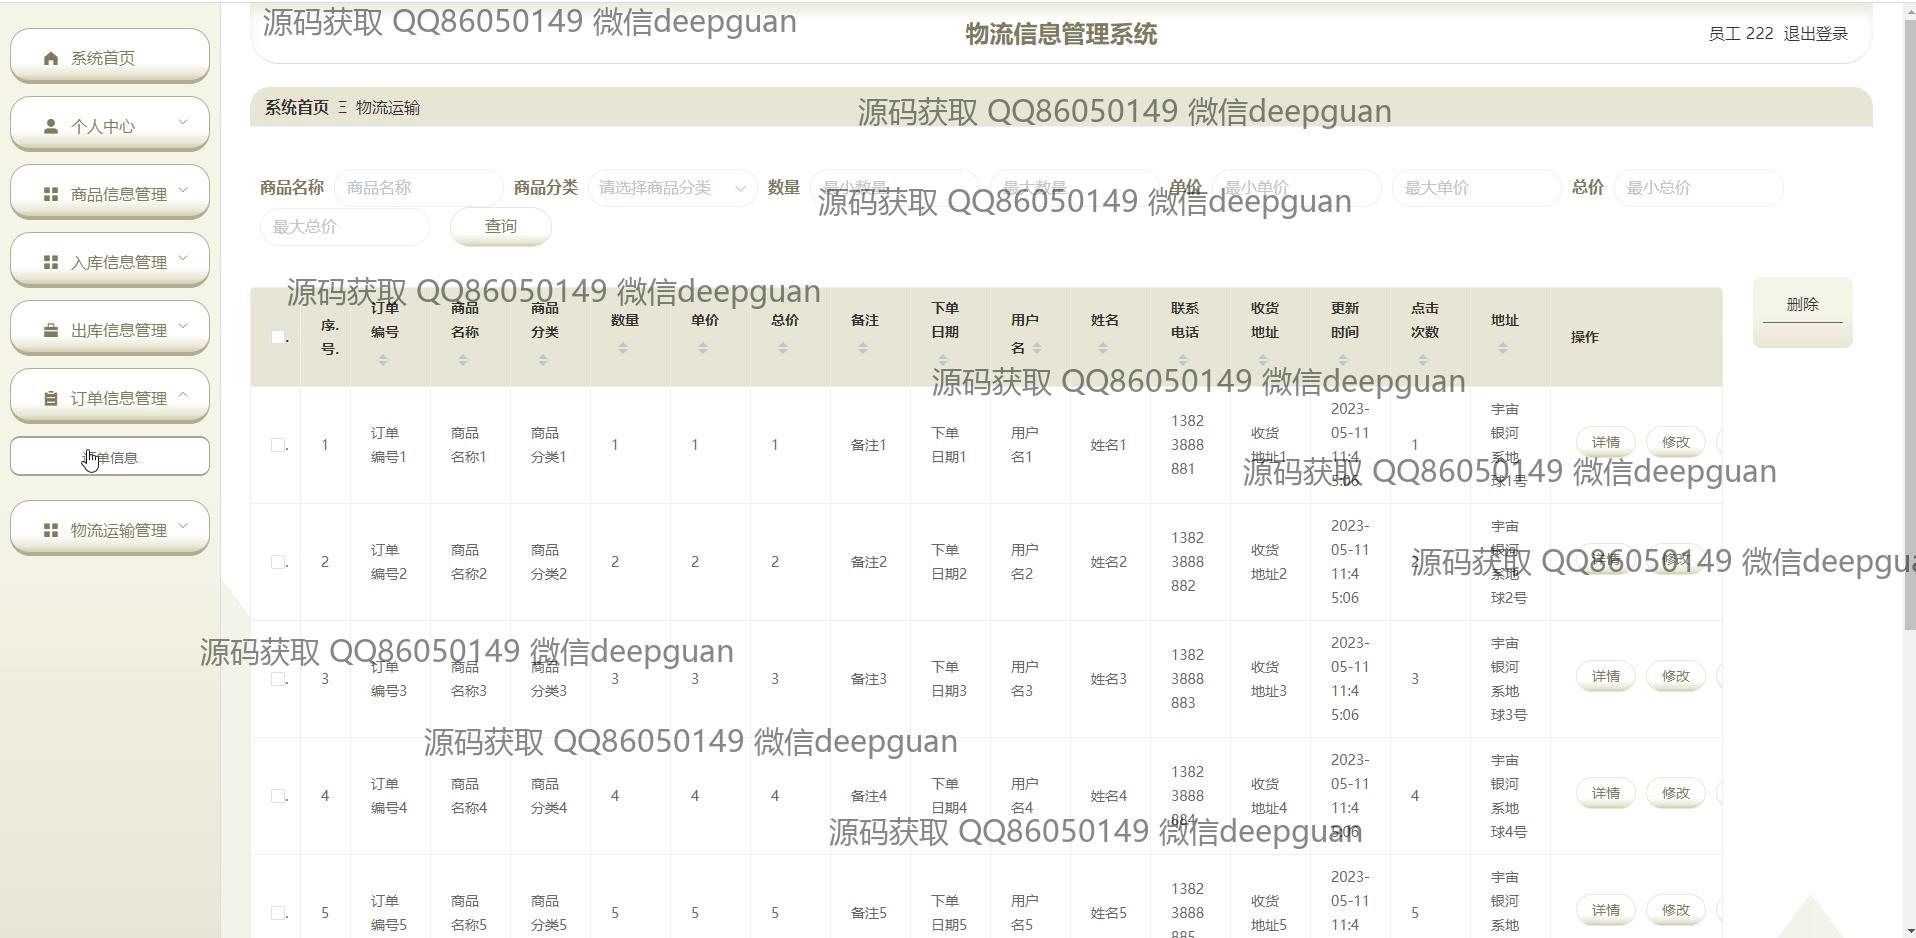 源码获取 QQ86050149 微信deepguan
物流信息管理系统
员工 222 退出登录
系统首页
个人中心
商品信息管理
入库信息管理
出库信息管理
订单信息管理
单信息
物流运输管理
系统首页 Ξ 物流运输
源码获取 QQ86050149 微信deepguan
商品名称 商品名称 商品分类 请选择商品分类 数量 最小数量 最大数量 单价 最小单价 最大单价 总价 最小总价
源码获取 QQ86050149 微信deepguan
最大总价 查询
源码获取 QQ86050149 微信deepguan
删除
序. 号. 订单编号 商品名称 商品分类 数量 单价 总价 备注 下单日期 用户名 姓名 联系电话 收货地址 更新时间 点击次数 地址 操作
源码获取 QQ86050149 微信deepguan
1 订单编号1 商品名称1 商品分类1 1 1 1 备注1 下单日期1 用户名1 姓名1 13823888881 收货地址1 2023-05-11 11:45:06 1 宇宙银河系地球1号 详情 修改
源码获取 QQ86050149 微信deepguan
2 订单编号2 商品名称2 商品分类2 2 2 2 备注2 下单日期2 用户名2 姓名2 13823888882 收货地址2 2023-05-11 11:45:06 2 宇宙银河系地球2号 详情 修改
源码获取 QQ86050149 微信deepgua
源码获取 QQ86050149 微信deepguan
3 订单编号3 商品名称3 商品分类3 3 3 3 备注3 下单日期3 用户名3 姓名3 13823888883 收货地址3 2023-05-11 11:45:06 3 宇宙银河系地球3号 详情 修改
源码获取 QQ86050149 微信deepguan
4 订单编号4 商品名称4 商品分类4 4 4 4 备注4 下单日期4 用户名4 姓名4 13823888884 收货地址4 2023-05-11 11:45:06 4 宇宙银河系地球4号 详情 修改
源码获取 QQ86050149 微信deepguan
5 订单编号5 商品名称5 商品分类5 5 5 5 备注5 下单日期5 用户名5 姓名5 13823888885 收货地址5 2023-05-11 11:4 5 宇宙银河系地 详情 修改